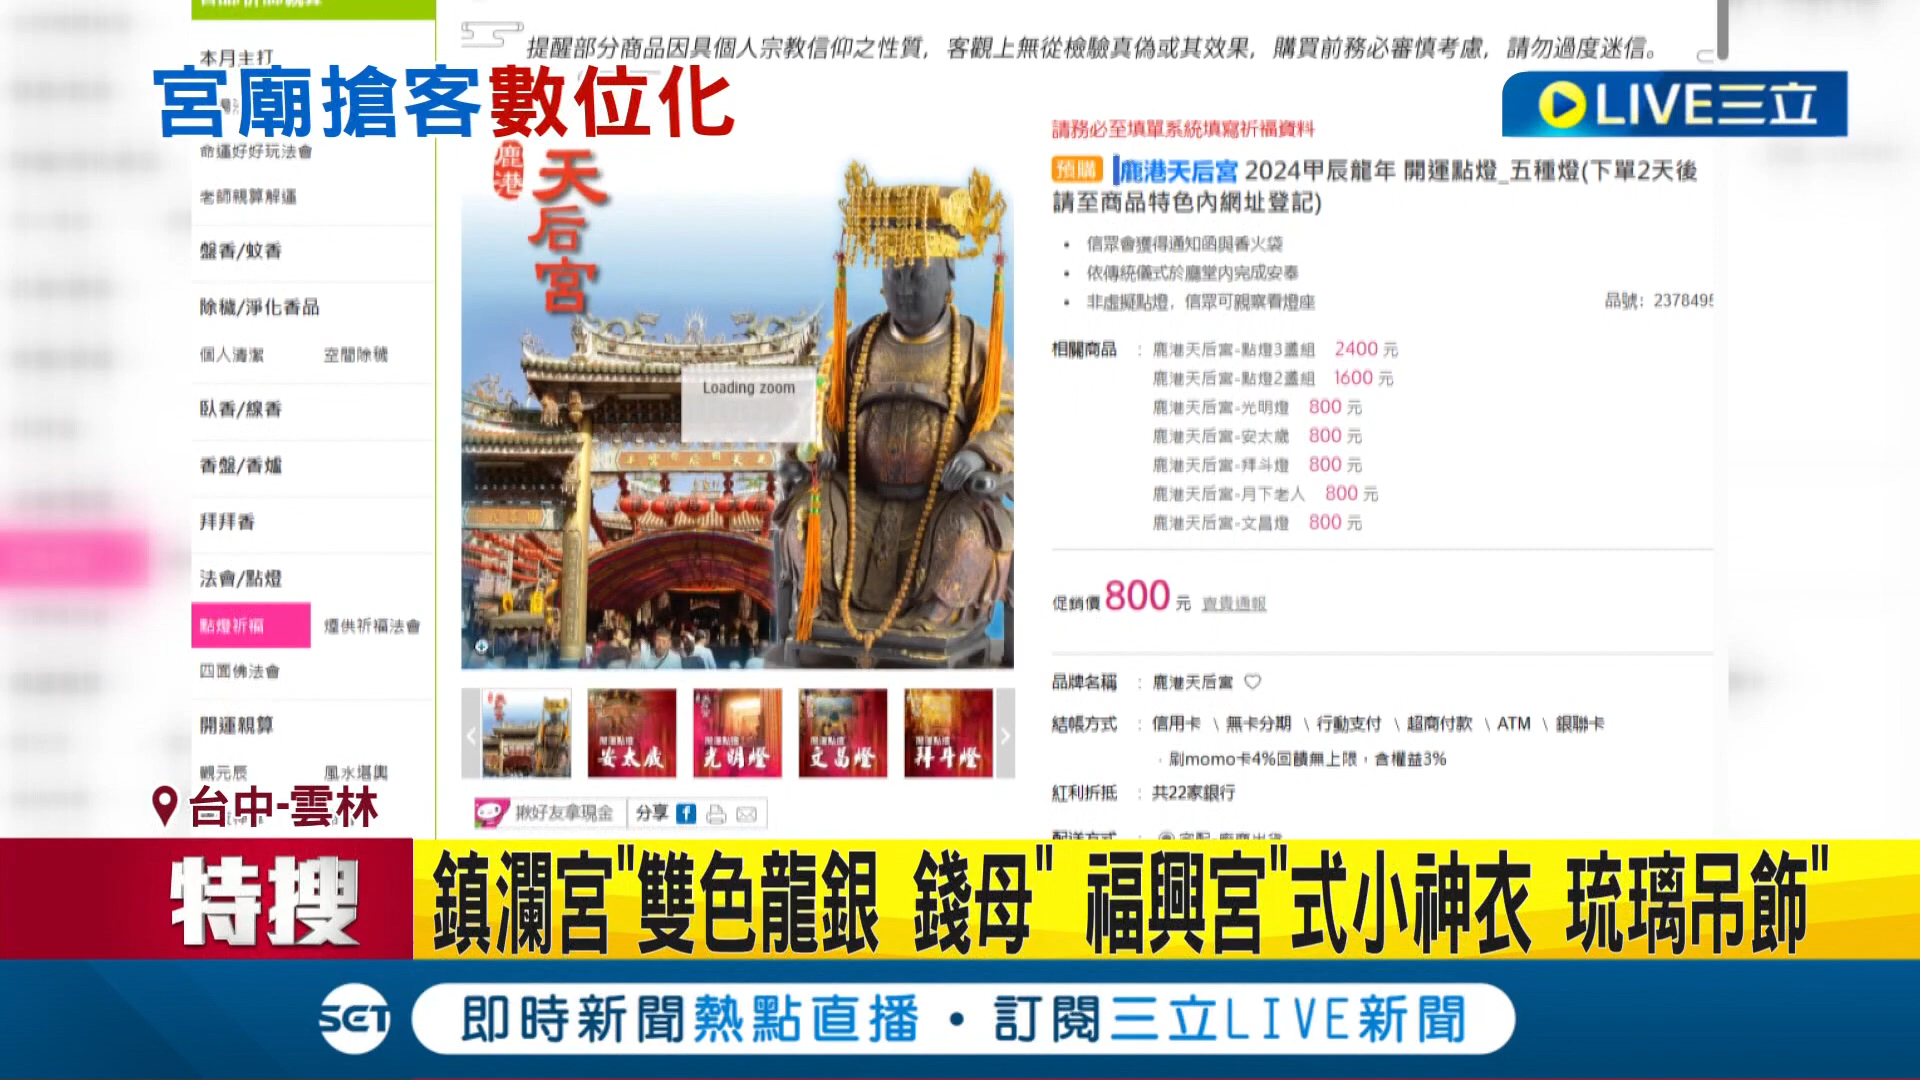 本月主打
提醒部分商品因具個人宗教信仰之性質，客觀上無從檢驗真偽或其效果，購買前務必審慎考慮，請勿過度迷信。
宮廟搶客數位化
LIVE三立
命運好好玩法會
老師親算解運
盤香/蚊香
除穢/淨化香品
個人清潔 空間除穢
臥香/線香
香盤/香爐
拜拜香
法會/點燈
點燈祈福 煙供祈福法會
四面佛法會
開運親算
觀元辰 風水堪輿
鹿港
天后宮
Loading zoom
安太歲
光明燈
文昌燈
拜斗燈
揪好友拿現金 分享
請務必至填單系統填寫祈福資料
預購 鹿港天后宮 2024甲辰龍年 開運點燈_五種燈(下單2天後
請至商品特色內網址登記)
• 信眾會獲得通知函與香火袋
• 依傳統儀式於廳堂內完成安奉
• 非虛擬點燈，信眾可親察看燈座
品號：2378495
相關商品 ： 鹿港天后宮-點燈3盞組 2400 元
鹿港天后宮-點燈2盞組 1600 元
鹿港天后宮-光明燈 800 元
鹿港天后宮-安太歲 800 元
鹿港天后宮-拜斗燈 800 元
鹿港天后宮-月下老人 800 元
鹿港天后宮-文昌燈 800 元
促銷價 800 元 賣貴通報
品牌名稱 ： 鹿港天后宮
結帳方式 ： 信用卡 \ 無卡分期 \ 行動支付 \ 超商付款 \ ATM \ 銀聯卡
刷momo卡4%回饋無上限，含權益3%
紅利折抵 ： 共22家銀行
台中-雲林
特搜
鎮瀾宮"雙色龍銀 錢母" 福興宮"式小神衣 琉璃吊飾"
SET
即時新聞熱點直播・訂閱三立LIVE新聞